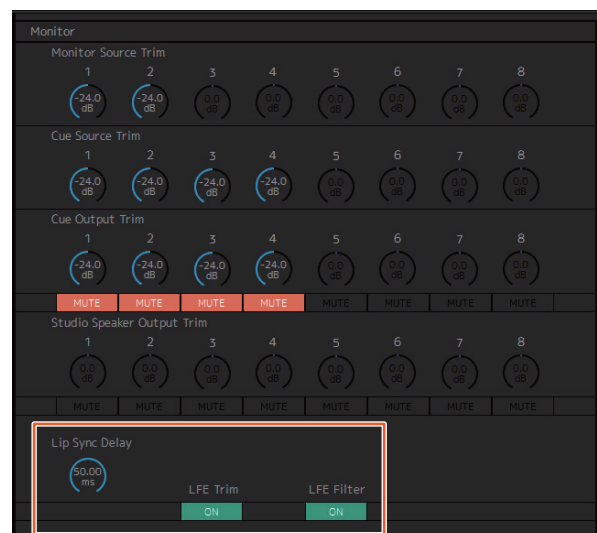 Monitor
Monitor Source Trim
1 2 3 4 5 6 7 8
-24.0 dB -24.0 dB 0.0 dB 0.0 dB 0.0 dB 0.0 dB 0.0 dB 0.0 dB
Cue Source Trim
1 2 3 4 5 6 7 8
-24.0 dB -24.0 dB -24.0 dB -24.0 dB 0.0 dB 0.0 dB 0.0 dB 0.0 dB
Cue Output Trim
1 2 3 4 5 6 7 8
-24.0 dB -24.0 dB -24.0 dB -24.0 dB 0.0 dB 0.0 dB 0.0 dB 0.0 dB
MUTE MUTE MUTE MUTE MUTE MUTE MUTE MUTE
Studio Speaker Output Trim
1 2 3 4 5 6 7 8
0.0 dB 0.0 dB 0.0 dB 0.0 dB 0.0 dB 0.0 dB 0.0 dB 0.0 dB
MUTE MUTE MUTE MUTE MUTE MUTE MUTE MUTE
Lip Sync Delay
50.00 ms
LFE Trim LFE Filter
ON ON